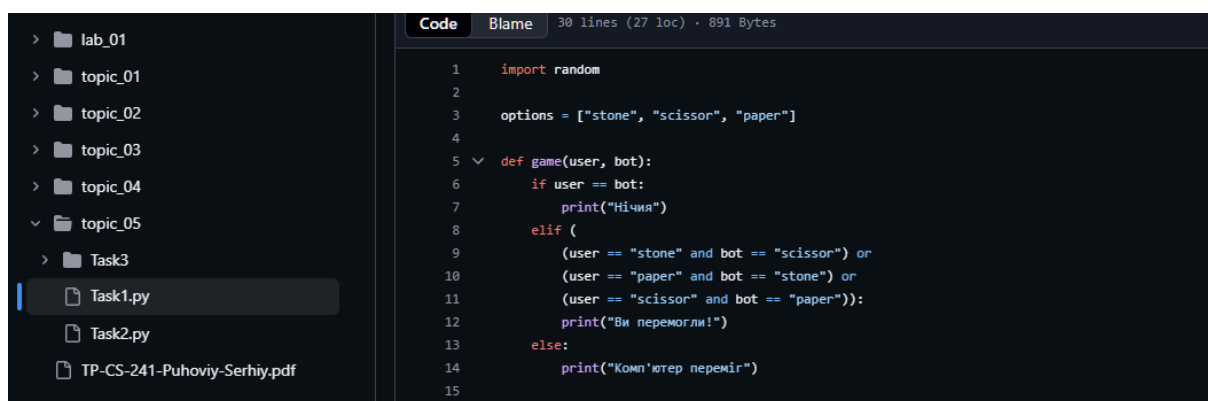 lab_01
topic_01
topic_02
topic_03
topic_04
topic_05
Task3
Task1.py
Task2.py
TP-CS-241-Puhoviy-Serhiy.pdf
Code Blame 30 lines (27 loc) · 891 Bytes
1 import random
2
3 options = ["stone", "scissor", "paper"]
4
5 def game(user, bot):
6 if user == bot:
7 print("Нічия")
8 elif (
9 (user == "stone" and bot == "scissor") or
10 (user == "paper" and bot == "stone") or
11 (user == "scissor" and bot == "paper")):
12 print("Ви перемогли!")
13 else:
14 print("Комп'ютер переміг")
15